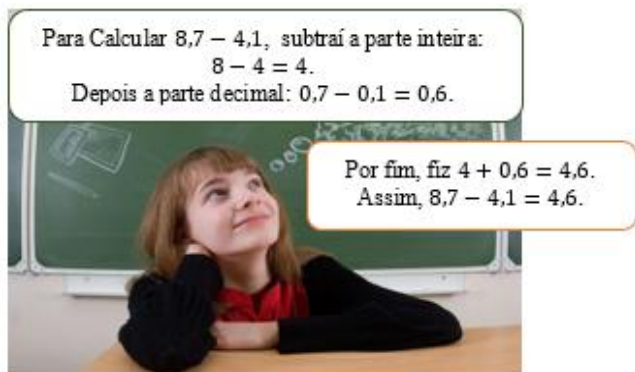 Para Calcular 8,7 − 4,1, subtraí a parte inteira:
8 − 4 = 4.
Depois a parte decimal: 0,7 − 0,1 = 0,6.
Por fim, fiz 4 + 0,6 = 4,6.
Assim, 8,7 − 4,1 = 4,6.